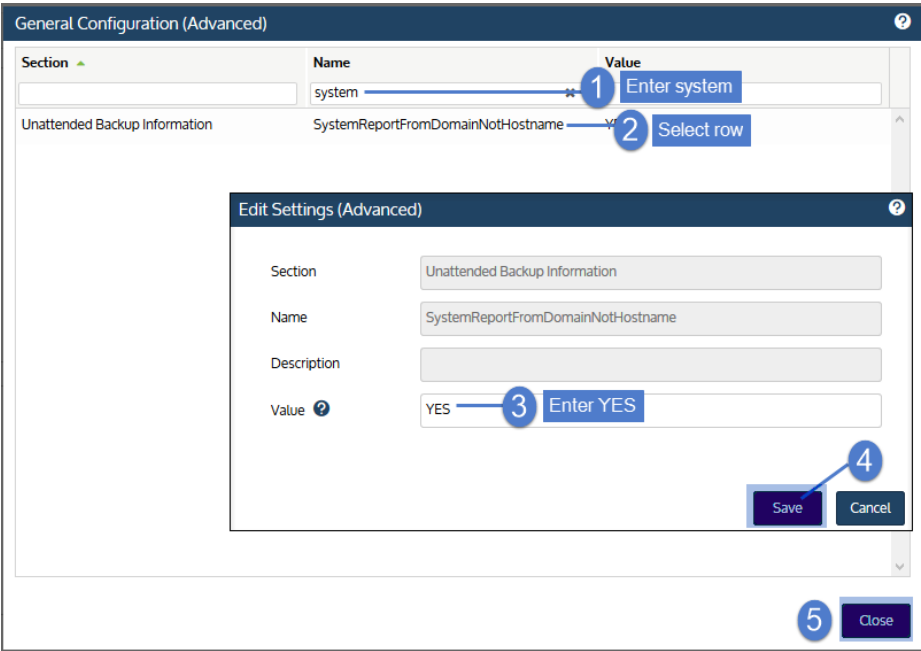 General Configuration (Advanced) ?
Section Name Value
system 1 Enter system
Unattended Backup Information SystemReportFromDomainNotHostname 2 Select row
Edit Settings (Advanced) ?
Section Unattended Backup Information
Name SystemReportFromDomainNotHostname
Description
Value ? YES 3 Enter YES
4
Save Cancel
5 Close